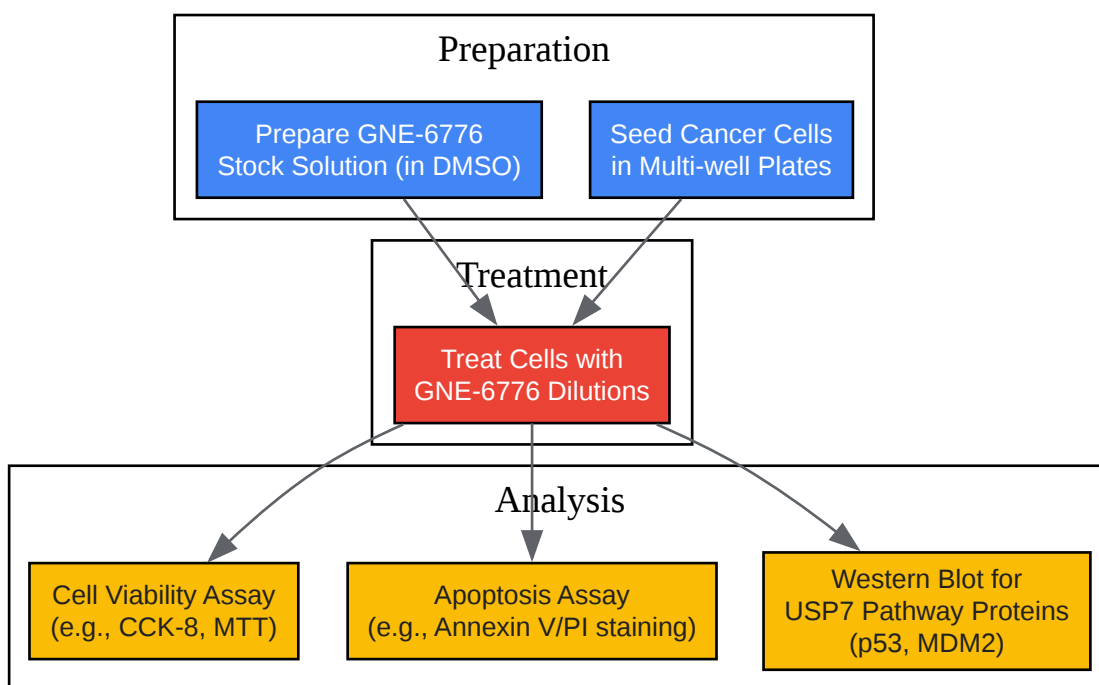 Preparation
Prepare GNE-6776
Stock Solution (in DMSO)
Seed Cancer Cells
in Multi-well Plates
Treatment
Treat Cells with
GNE-6776 Dilutions
Analysis
Cell Viability Assay
(e.g., CCK-8, MTT)
Apoptosis Assay
(e.g., Annexin V/PI staining)
Western Blot for
USP7 Pathway Proteins
(p53, MDM2)